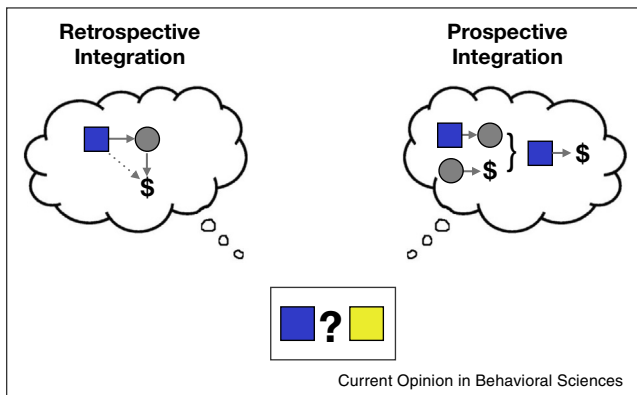 Retrospective
Integration
Prospective
Integration
$
$
$
?
Current Opinion in Behavioral Sciences